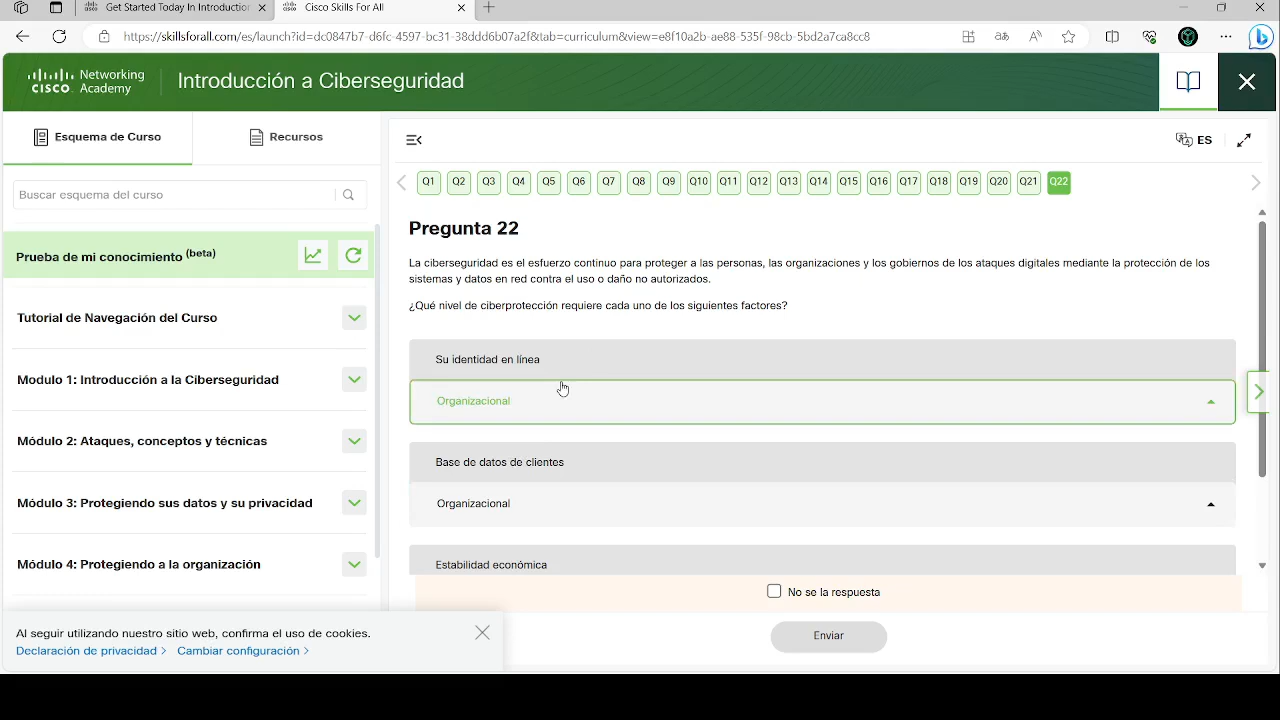 Get Started Today In Introduction
Cisco Skills For All
https://skillsforall.com/es/launch?id=dc0847b7-d6fc-4597-bc31-38ddd6b07a2f&tab=curriculum&view=e8f10a2b-ae88-535f-98cb-5bd2a7ca8cc8
CISCO Networking Academy
Introducción a Ciberseguridad
Esquema de Curso
Recursos
ES
Buscar esquema del curso
Q1 Q2 Q3 Q4 Q5 Q6 Q7 Q8 Q9 Q10 Q11 Q12 Q13 Q14 Q15 Q16 Q17 Q18 Q19 Q20 Q21 Q22
Prueba de mi conocimiento (beta)
Tutorial de Navegación del Curso
Modulo 1: Introducción a la Ciberseguridad
Módulo 2: Ataques, conceptos y técnicas
Módulo 3: Protegiendo sus datos y su privacidad
Módulo 4: Protegiendo a la organización
Pregunta 22
La ciberseguridad es el esfuerzo continuo para proteger a las personas, las organizaciones y los gobiernos de los ataques digitales mediante la protección de los
sistemas y datos en red contra el uso o daño no autorizados.
¿Qué nivel de ciberprotección requiere cada uno de los siguientes factores?
Su identidad en línea
Organizacional
Base de datos de clientes
Organizacional
Estabilidad económica
No se la respuesta
Enviar
Al seguir utilizando nuestro sitio web, confirma el uso de cookies.
Declaración de privacidad > Cambiar configuración >